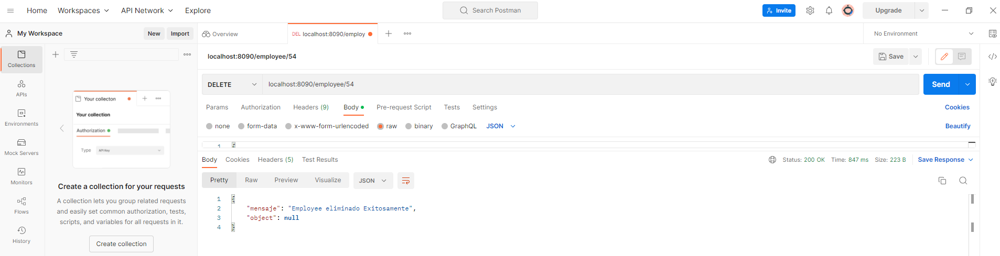 Home Workspaces API Network Explore Search Postman Invite Upgrade
My Workspace New Import Overview DEL localhost:8090/employ No Environment
Collections
APIs
Environments
Mock Servers
Monitors
Flows
History
Your collecton
Your collection
Authorization
Type API Key
Create a collection for your requests
A collection lets you group related requests
and easily set common authorization, tests,
scripts, and variables for all requests in it.
Create collection
localhost:8090/employee/54 Save
DELETE localhost:8090/employee/54 Send
Params Authorization Headers (9) Body Pre-request Script Tests Settings Cookies
none form-data x-www-form-urlencoded raw binary GraphQL JSON Beautify
1 {
Body Cookies Headers (5) Test Results Status: 200 OK Time: 847 ms Size: 223 B Save Response
Pretty Raw Preview Visualize JSON
1 {
2 "mensaje": "Employee eliminado Exitosamente",
3 "object": null
4 }